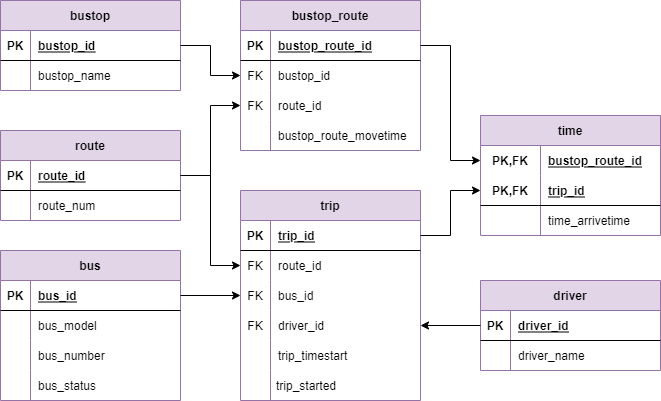 bustop
PK bustop_id
bustop_name
bustop_route
PK bustop_route_id
FK bustop_id
FK route_id
bustop_route_movetime
route
PK route_id
route_num
time
PK,FK bustop_route_id
PK,FK trip_id
time_arrivetime
trip
PK trip_id
FK route_id
FK bus_id
FK driver_id
trip_timestart
trip_started
bus
PK bus_id
bus_model
bus_number
bus_status
driver
PK driver_id
driver_name